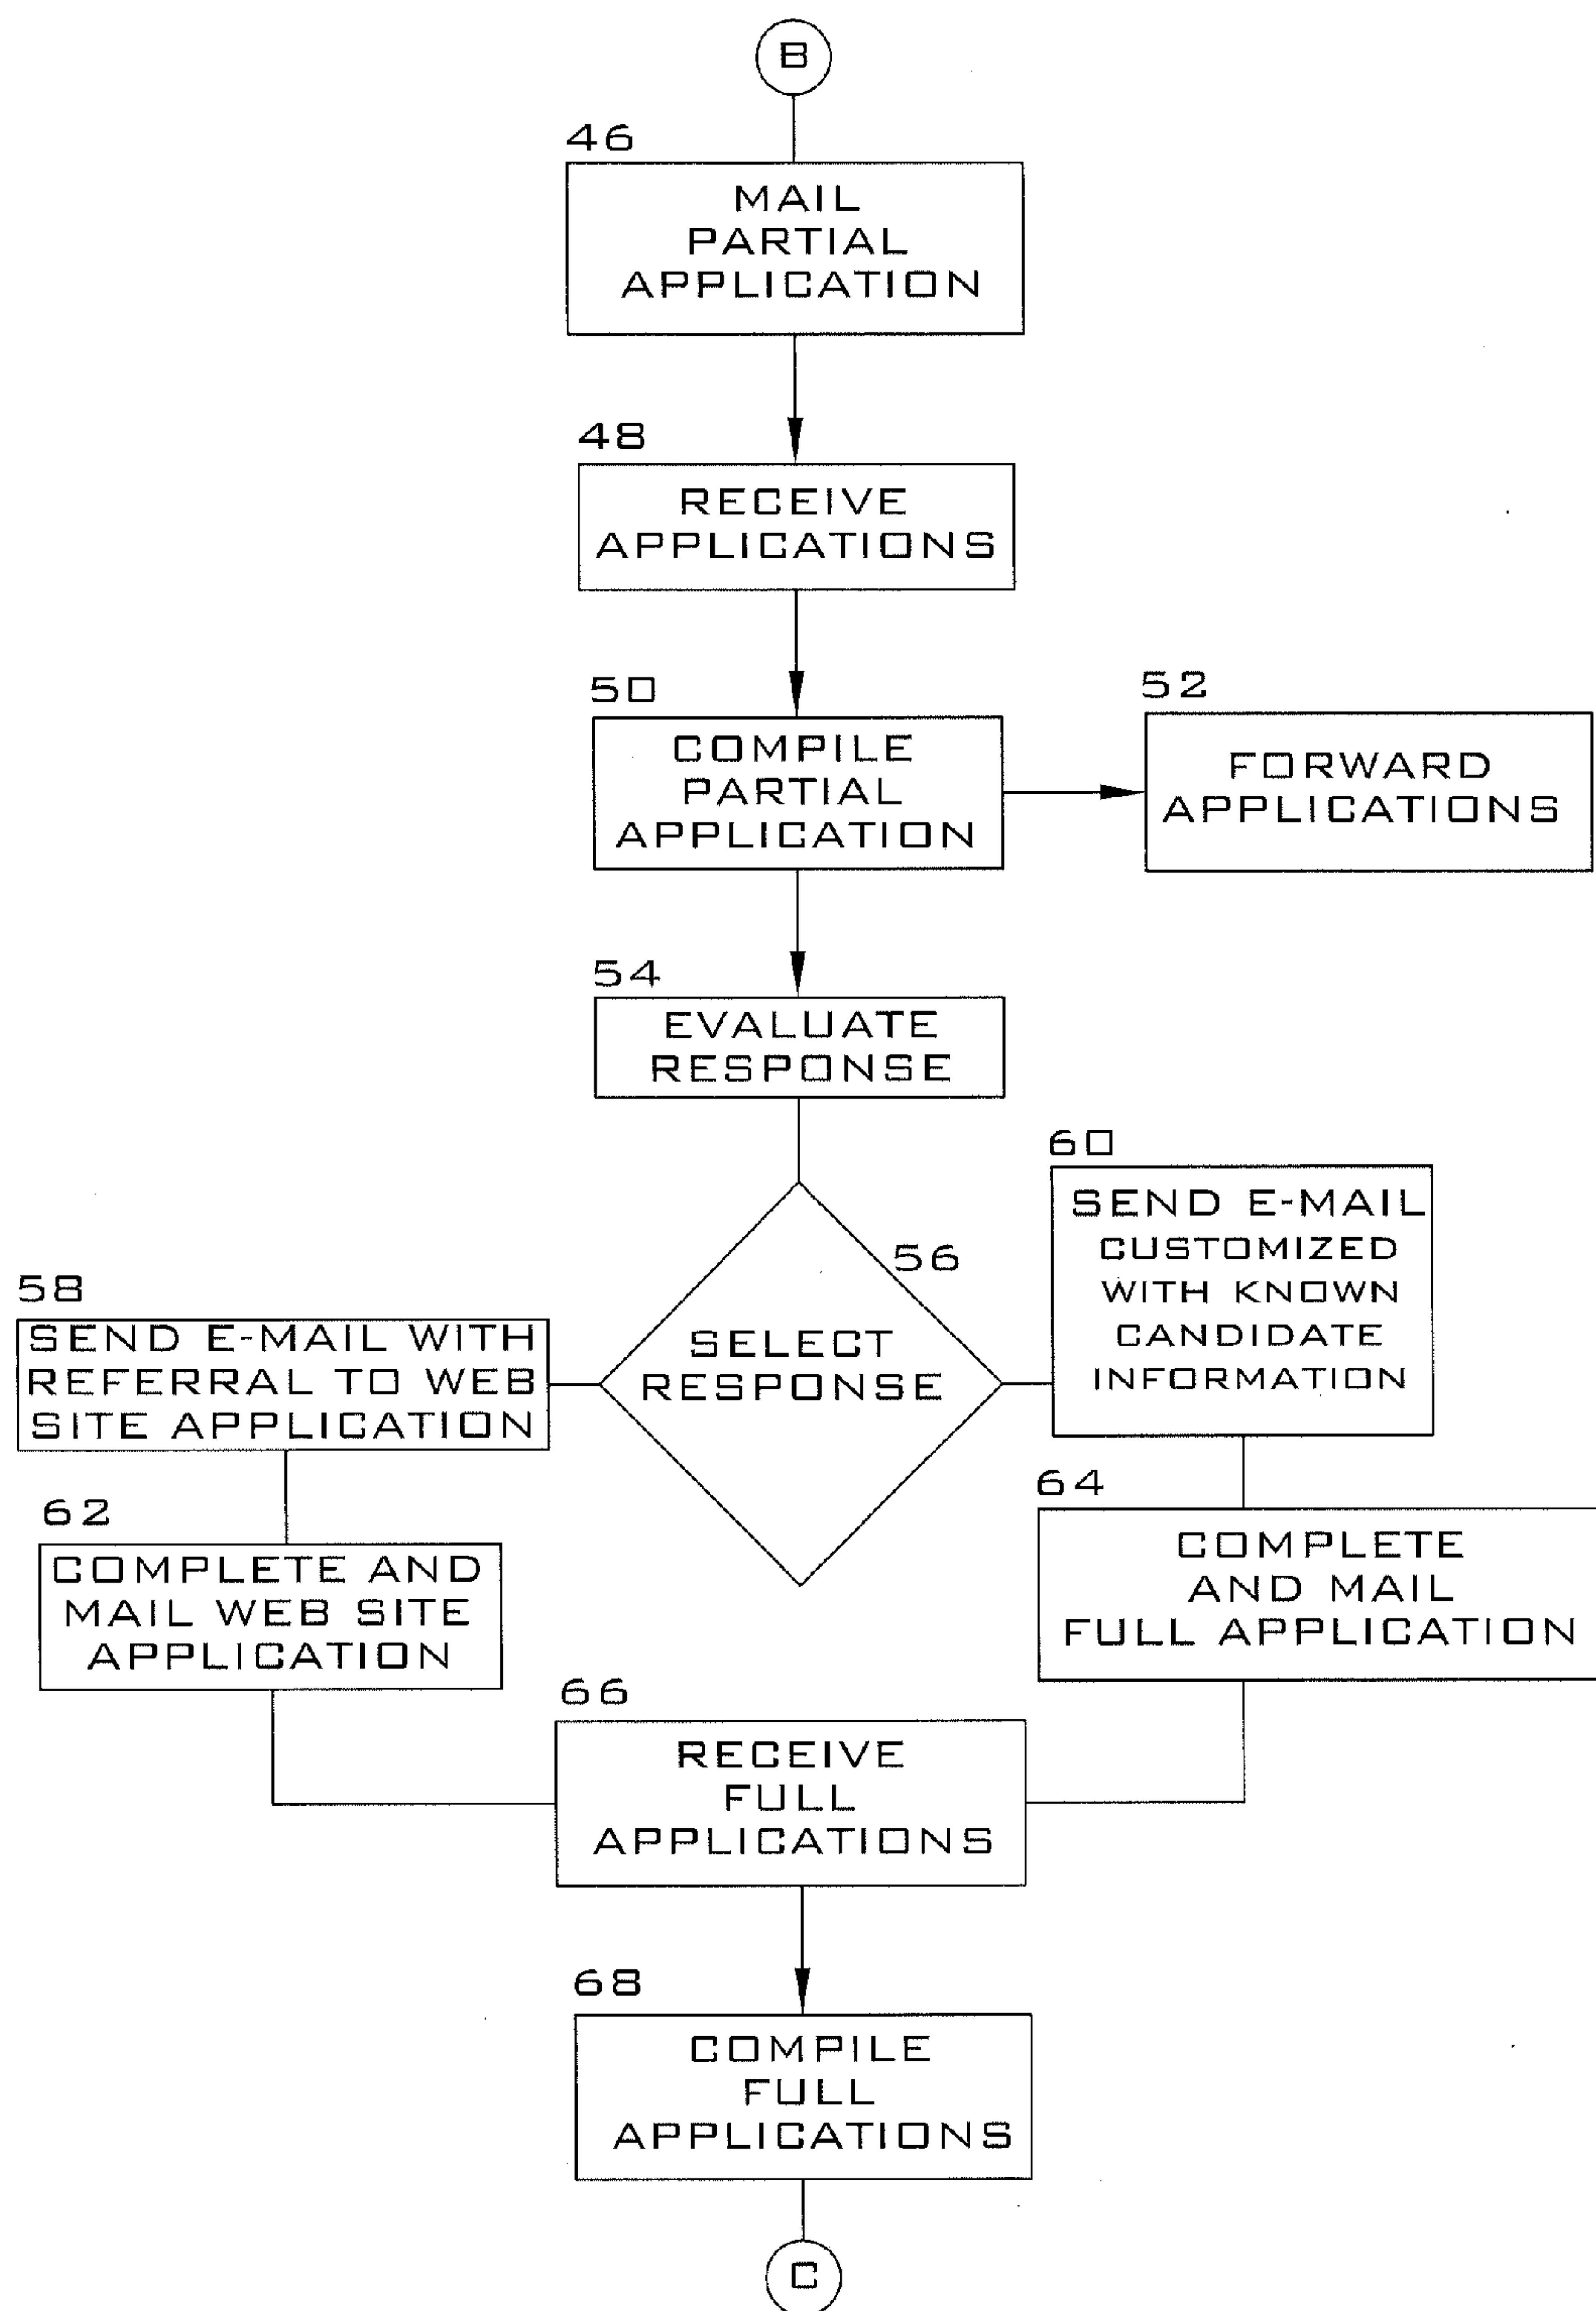 B
46
MAIL
PARTIAL
APPLICATION
48
RECEIVE
APPLICATIONS
50
COMPILE
PARTIAL
APPLICATION
52
FORWARD
APPLICATIONS
54
EVALUATE
RESPONSE
56
SELECT
RESPONSE
58
SEND E-MAIL WITH
REFERRAL TO WEB
SITE APPLICATION
60
SEND E-MAIL
CUSTOMIZED
WITH KNOWN
CANDIDATE
INFORMATION
62
COMPLETE AND
MAIL WEB SITE
APPLICATION
64
COMPLETE
AND MAIL
FULL APPLICATION
66
RECEIVE
FULL
APPLICATIONS
68
COMPILE
FULL
APPLICATIONS
C